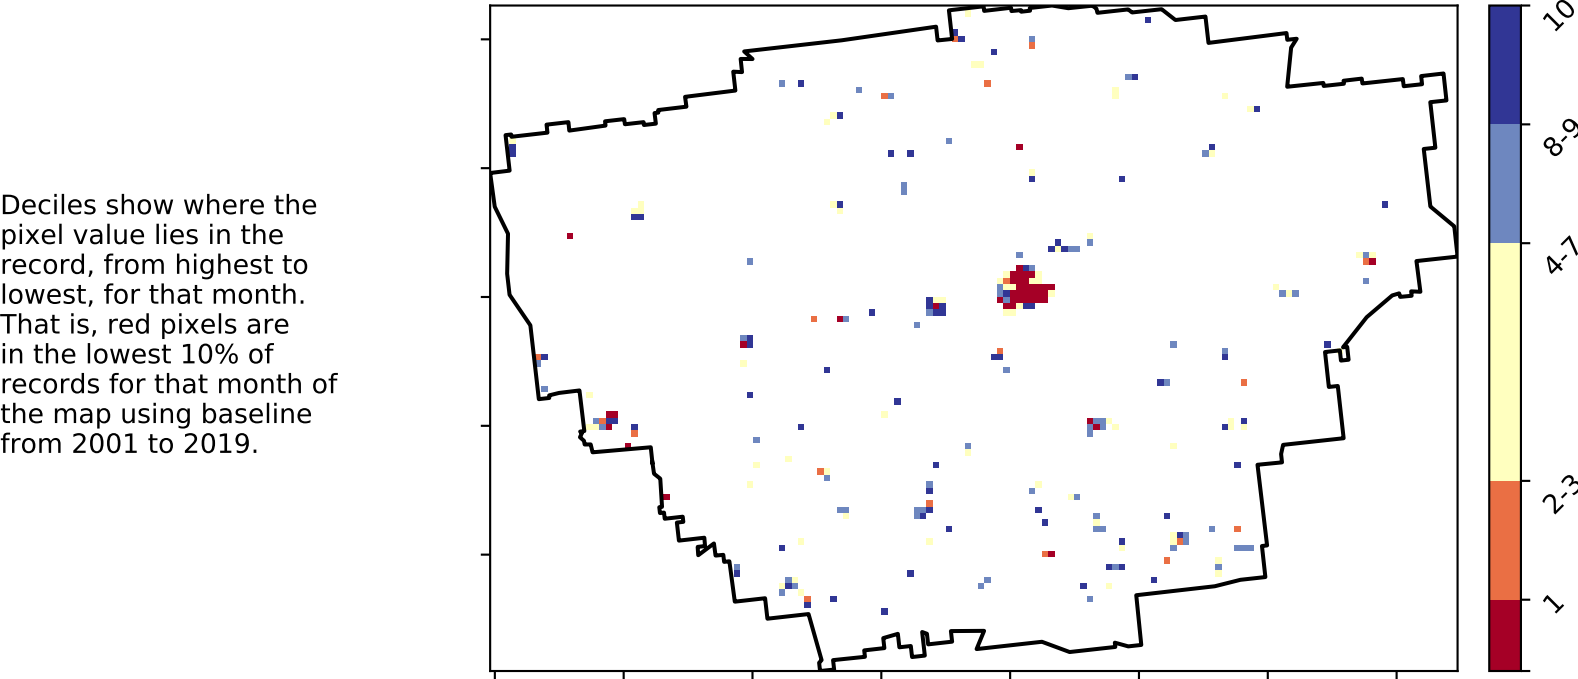 Deciles show where the
pixel value lies in the
record, from highest to
lowest, for that month.
That is, red pixels are
in the lowest 10% of
records for that month of
the map using baseline
from 2001 to 2019.
10
8-9
4-7
2-3
1